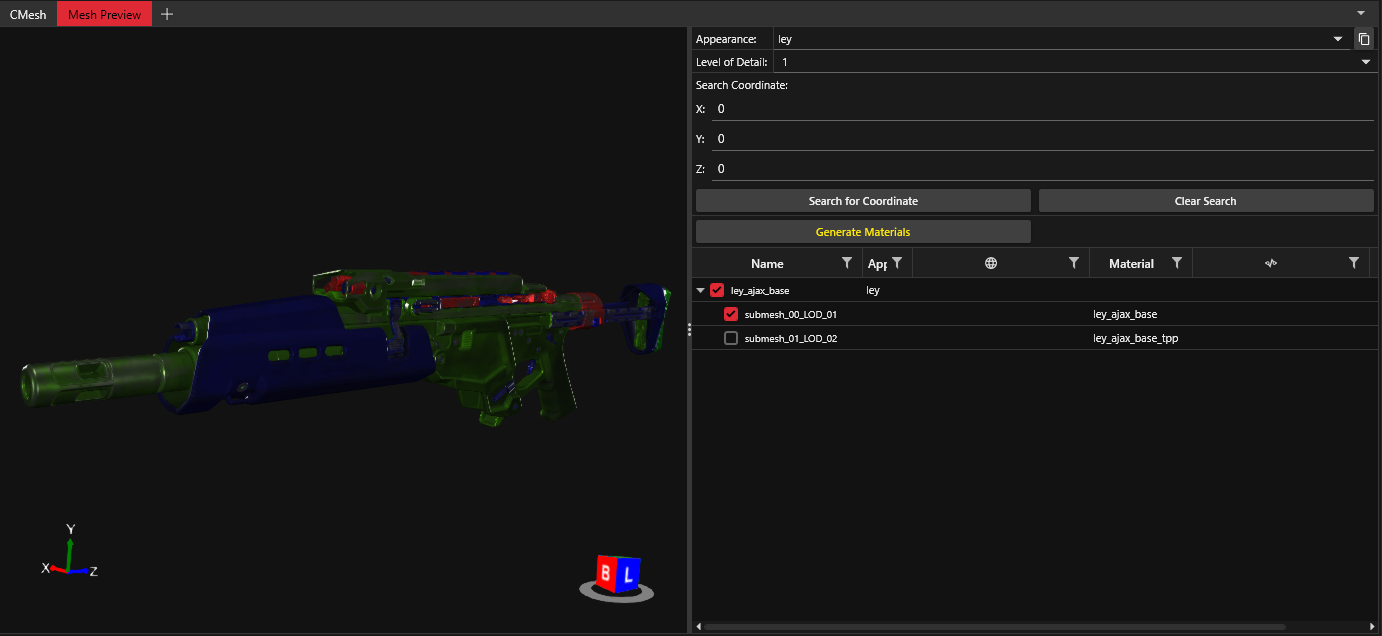 CMesh Mesh Preview
Appearance: ley
Level of Detail: 1
Search Coordinate:
X: 0
Y: 0
Z: 0
Search for Coordinate Clear Search
Generate Materials
Name App Material
ley_ajax_base ley
submesh_00_LOD_01 ley_ajax_base
submesh_01_LOD_02 ley_ajax_base_tpp
Y
X Z
B L